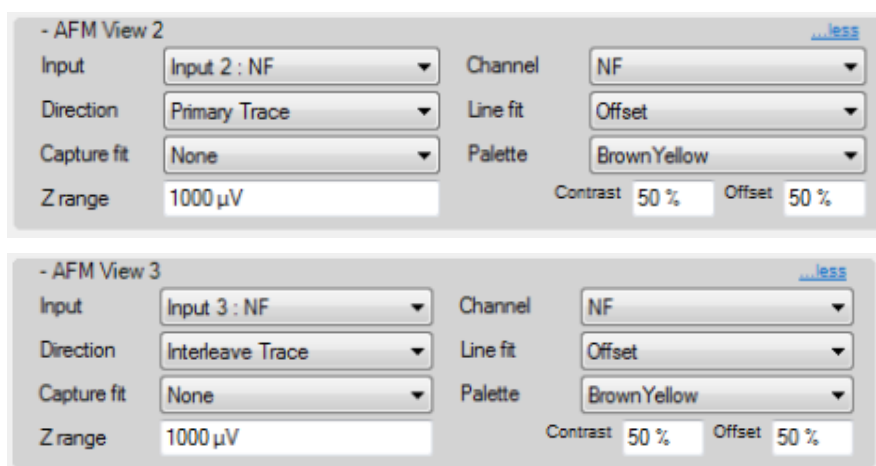 - AFM View 2 ...less
Input Input 2 : NF Channel NF
Direction Primary Trace Line fit Offset
Capture fit None Palette BrownYellow
Z range 1000 µV Contrast 50 % Offset 50 %
- AFM View 3 ...less
Input Input 3 : NF Channel NF
Direction Interleave Trace Line fit Offset
Capture fit None Palette BrownYellow
Z range 1000 µV Contrast 50 % Offset 50 %